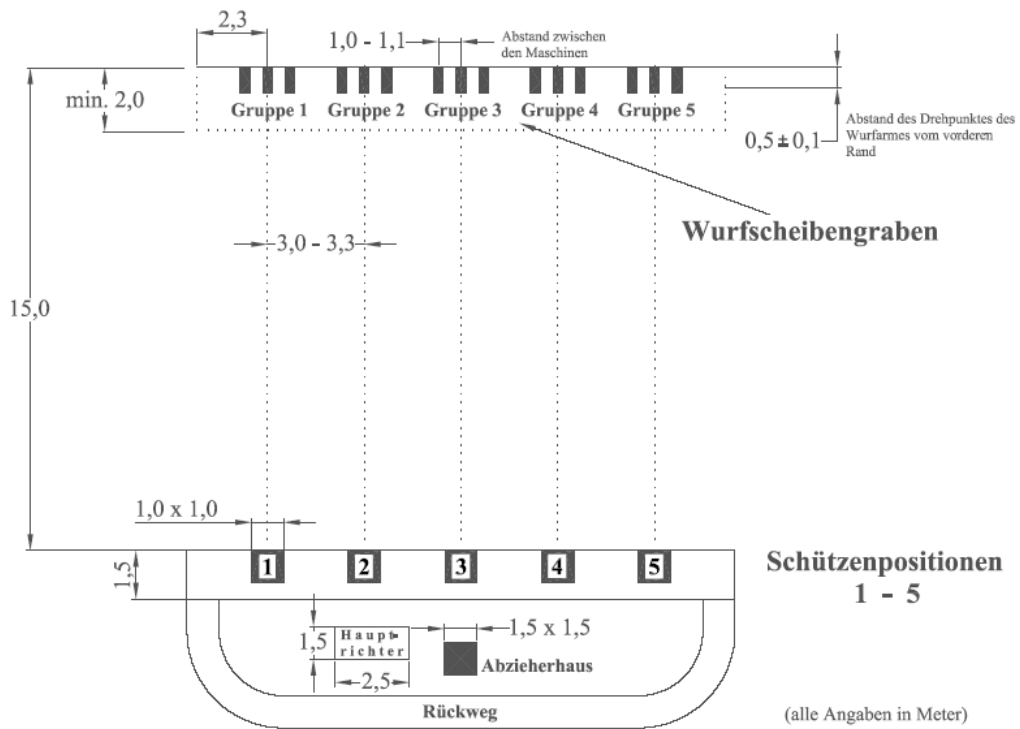 2,3
1,0 - 1,1
Abstand zwischen
den Maschinen
min. 2,0
Gruppe 1 Gruppe 2 Gruppe 3 Gruppe 4 Gruppe 5
0,5 ± 0,1
Abstand des Drehpunktes des
Wurfarmes vom vorderen
Rand
Wurfscheibengraben
3,0 - 3,3
15,0
1,0 x 1,0
1,5
1 2 3 4 5
Schützenpositionen
1 - 5
1,5
Haupt-
richter
2,5
1,5 x 1,5
Abzieherhaus
Rückweg
(alle Angaben in Meter)